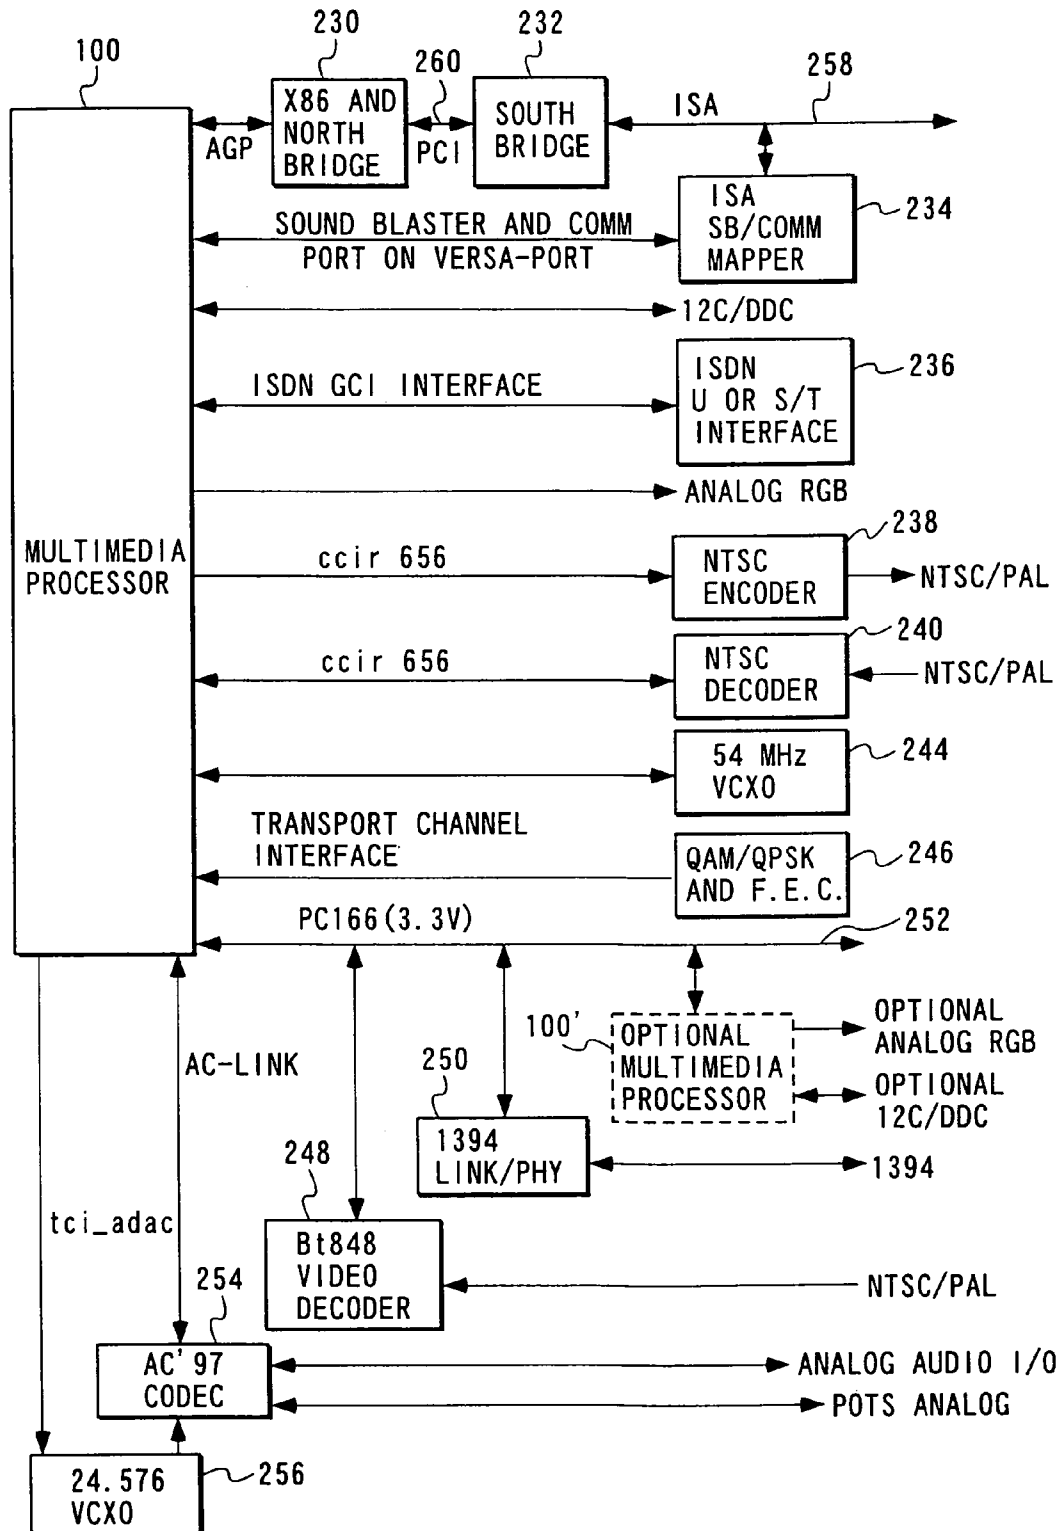 100
230
232
260
258
X86 AND
NORTH
BRIDGE
SOUTH
BRIDGE
ISA
AGP
PCI
ISA
SB/COMM
MAPPER
234
SOUND BLASTER AND COMM
PORT ON VERSA-PORT
12C/DDC
ISDN GCI INTERFACE
ISDN
U OR S/T
INTERFACE
236
ANALOG RGB
MULTIMEDIA
PROCESSOR
ccir 656
NTSC
ENCODER
238
NTSC/PAL
ccir 656
NTSC
DECODER
240
NTSC/PAL
54 MHz
VCXO
244
TRANSPORT CHANNEL
INTERFACE
QAM/QPSK
AND F.E.C.
246
PC166(3.3V)
252
100'
OPTIONAL
MULTIMEDIA
PROCESSOR
OPTIONAL
ANALOG RGB
OPTIONAL
12C/DDC
AC-LINK
250
1394
LINK/PHY
1394
248
tci_adac
Bt848
VIDEO
DECODER
NTSC/PAL
254
AC'97
CODEC
ANALOG AUDIO I/O
POTS ANALOG
24.576
VCXO
256